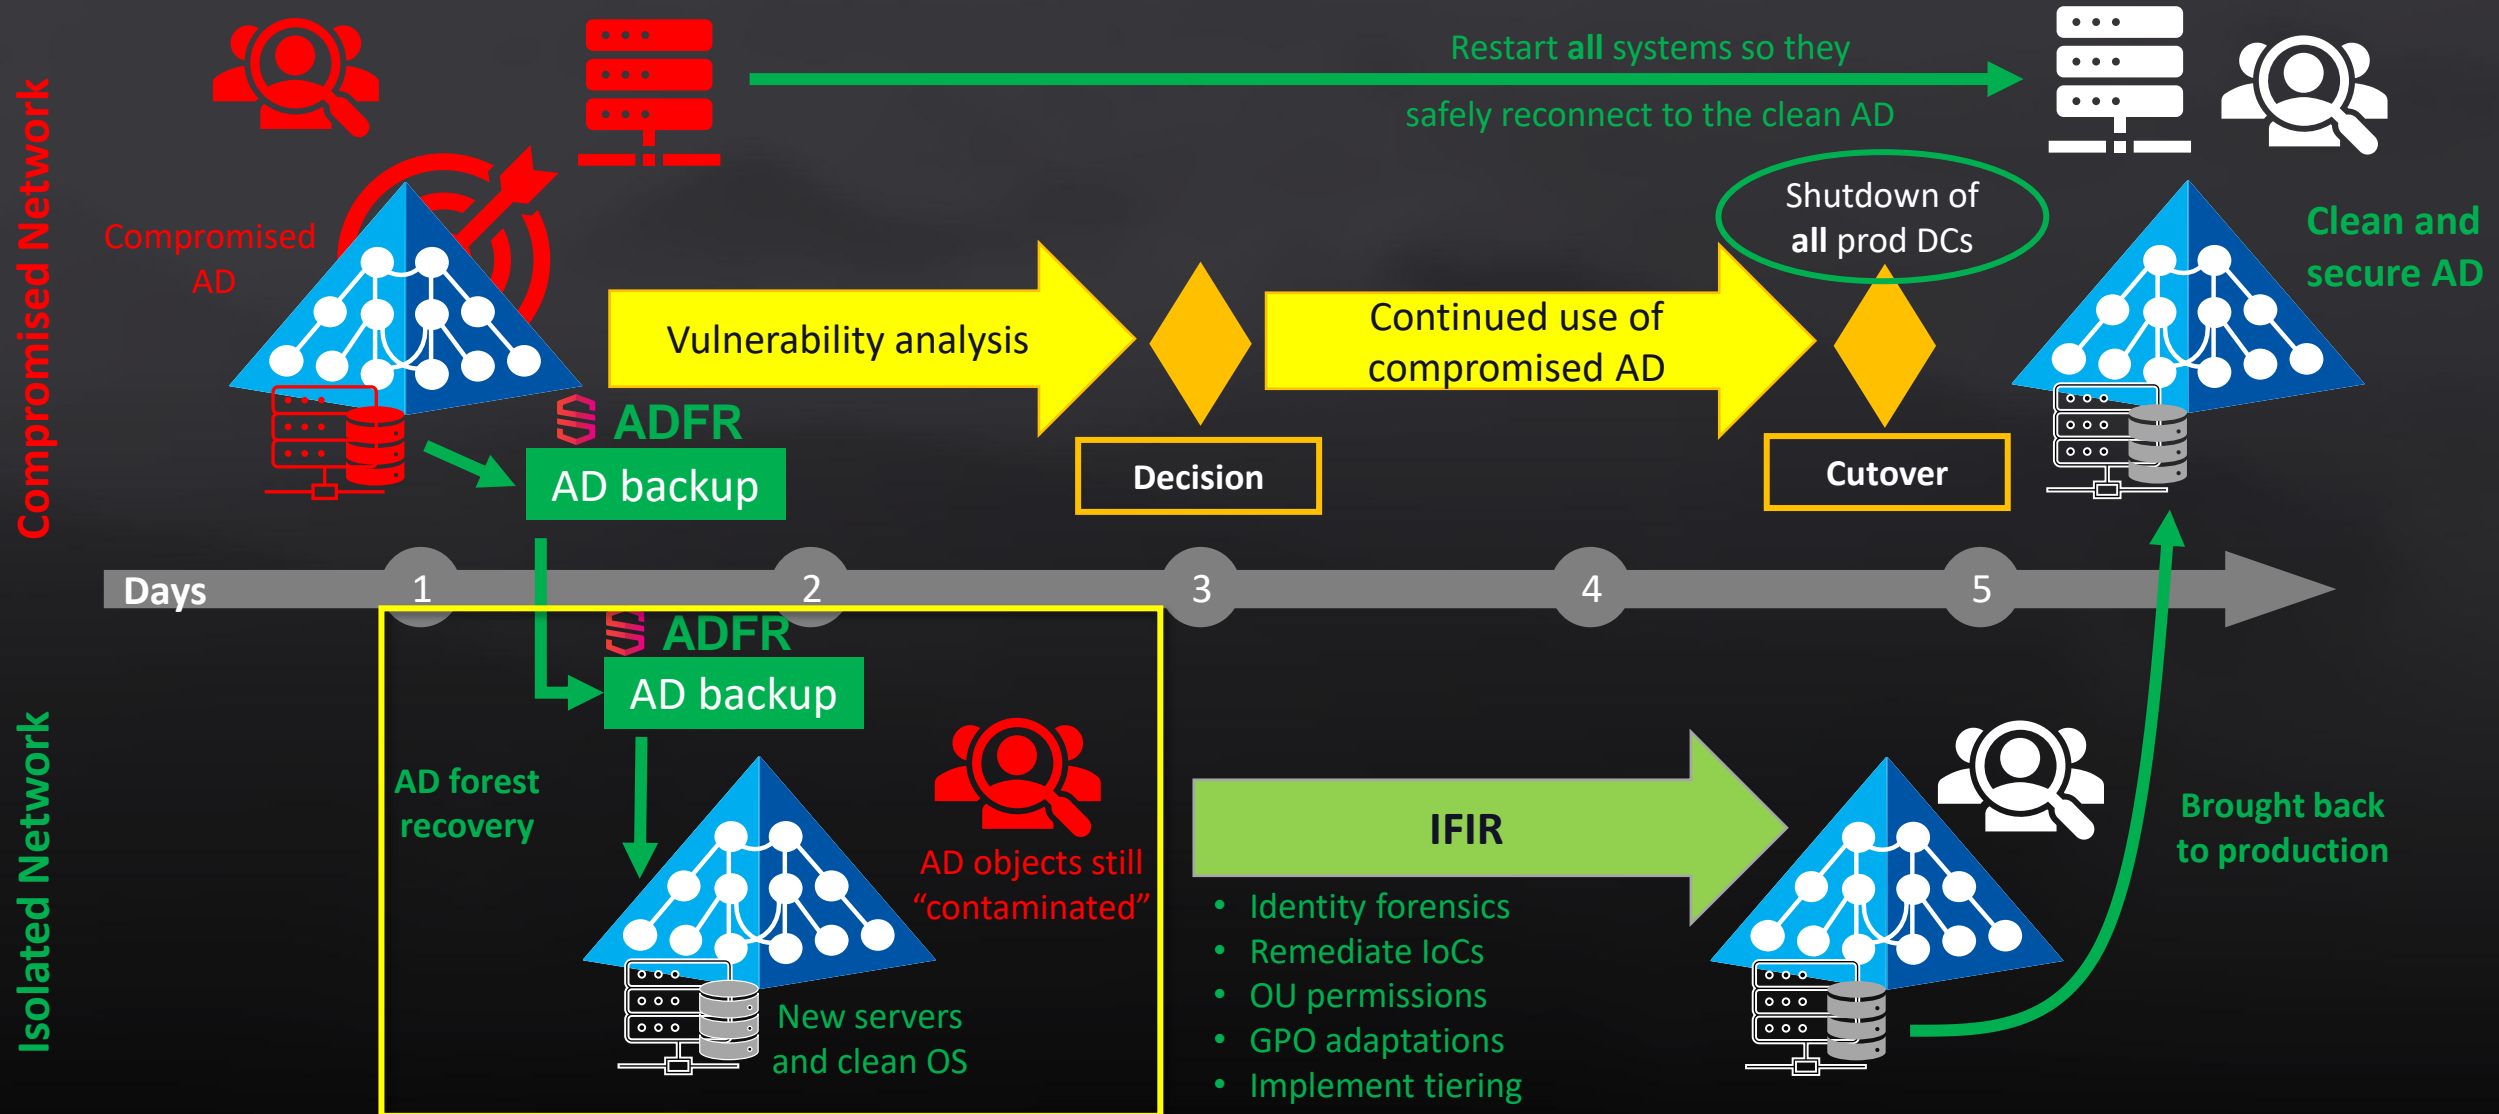 Compromised Network
Restart all systems so they
safely reconnect to the clean AD
Compromised
AD
Shutdown of
all prod DCs
Clean and
secure AD
Vulnerability analysis
Continued use of
compromised AD
ADFR
AD backup
Decision
Cutover
Days
1
2
3
4
5
Isolated Network
ADFR
AD backup
AD forest
recovery
AD objects still
“contaminated”
New servers
and clean OS
IFIR
• Identity forensics
• Remediate IoCs
• OU permissions
• GPO adaptations
• Implement tiering
Brought back
to production